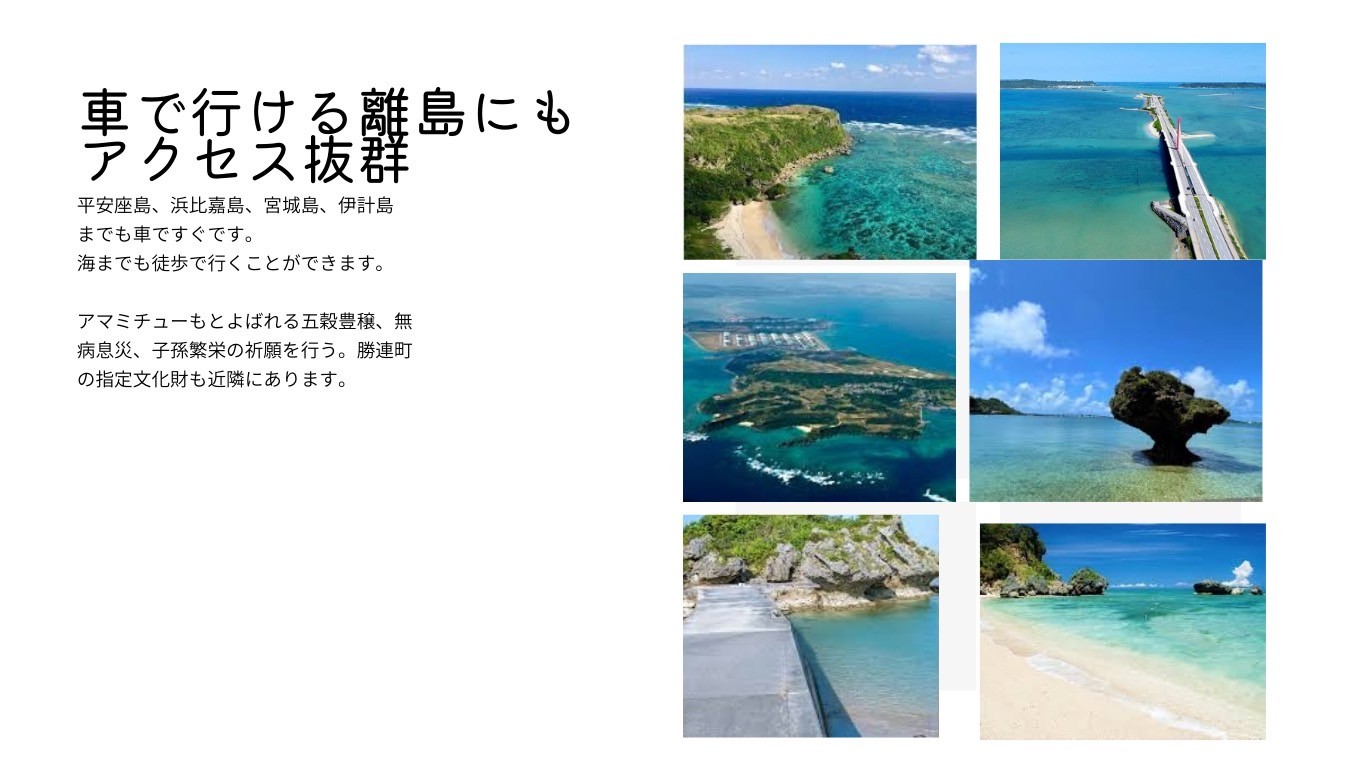 車で行ける離島にも
アクセス抜群
平安座島、浜比嘉島、宮城島、伊計島
までも車ですぐです。
海までも徒歩で行くことができます。
アマミチューもとよばれる五穀豊穣、無
病息災、子孫繁栄の祈願を行う。勝連町
の指定文化財も近隣にあります。